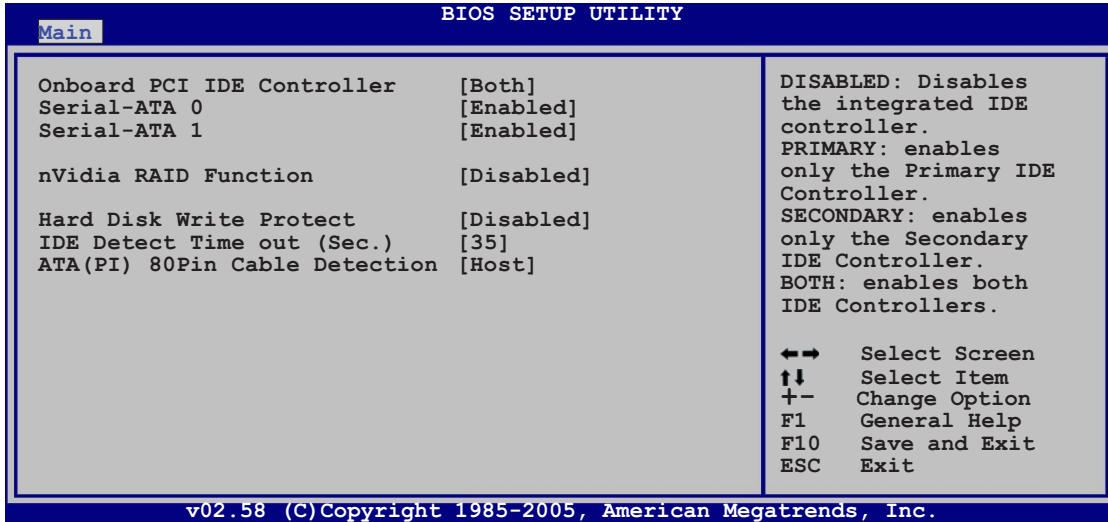 BIOS SETUP UTILITY
Main
Onboard PCI IDE Controller [Both]
Serial-ATA 0 [Enabled]
Serial-ATA 1 [Enabled]
nVidia RAID Function [Disabled]
Hard Disk Write Protect [Disabled]
IDE Detect Time out (Sec.) [35]
ATA(PI) 80Pin Cable Detection [Host]
DISABLED: Disables
the integrated IDE
controller.
PRIMARY: enables
only the Primary IDE
Controller.
SECONDARY: enables
only the Secondary
IDE Controller.
BOTH: enables both
IDE Controllers.
←→ Select Screen
↑↓ Select Item
+- Change Option
F1 General Help
F10 Save and Exit
ESC Exit
v02.58 (C)Copyright 1985-2005, American Megatrends, Inc.